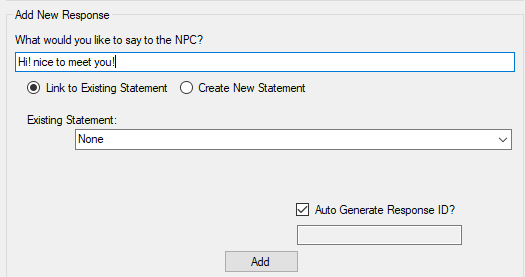 Add New Response
What would you like to say to the NPC?
Hi! nice to meet you!
Link to Existing Statement Create New Statement
Existing Statement:
None
Auto Generate Response ID?
Add